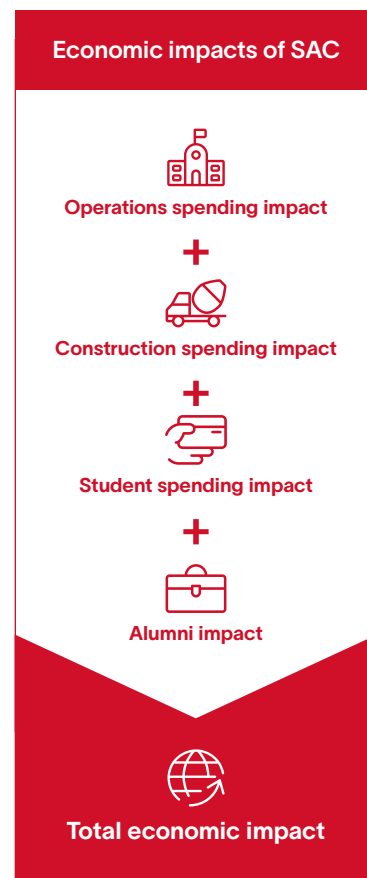 Economic impacts of SAC
Operations spending impact
+
Construction spending impact
+
Student spending impact
+
Alumni impact
Total economic impact